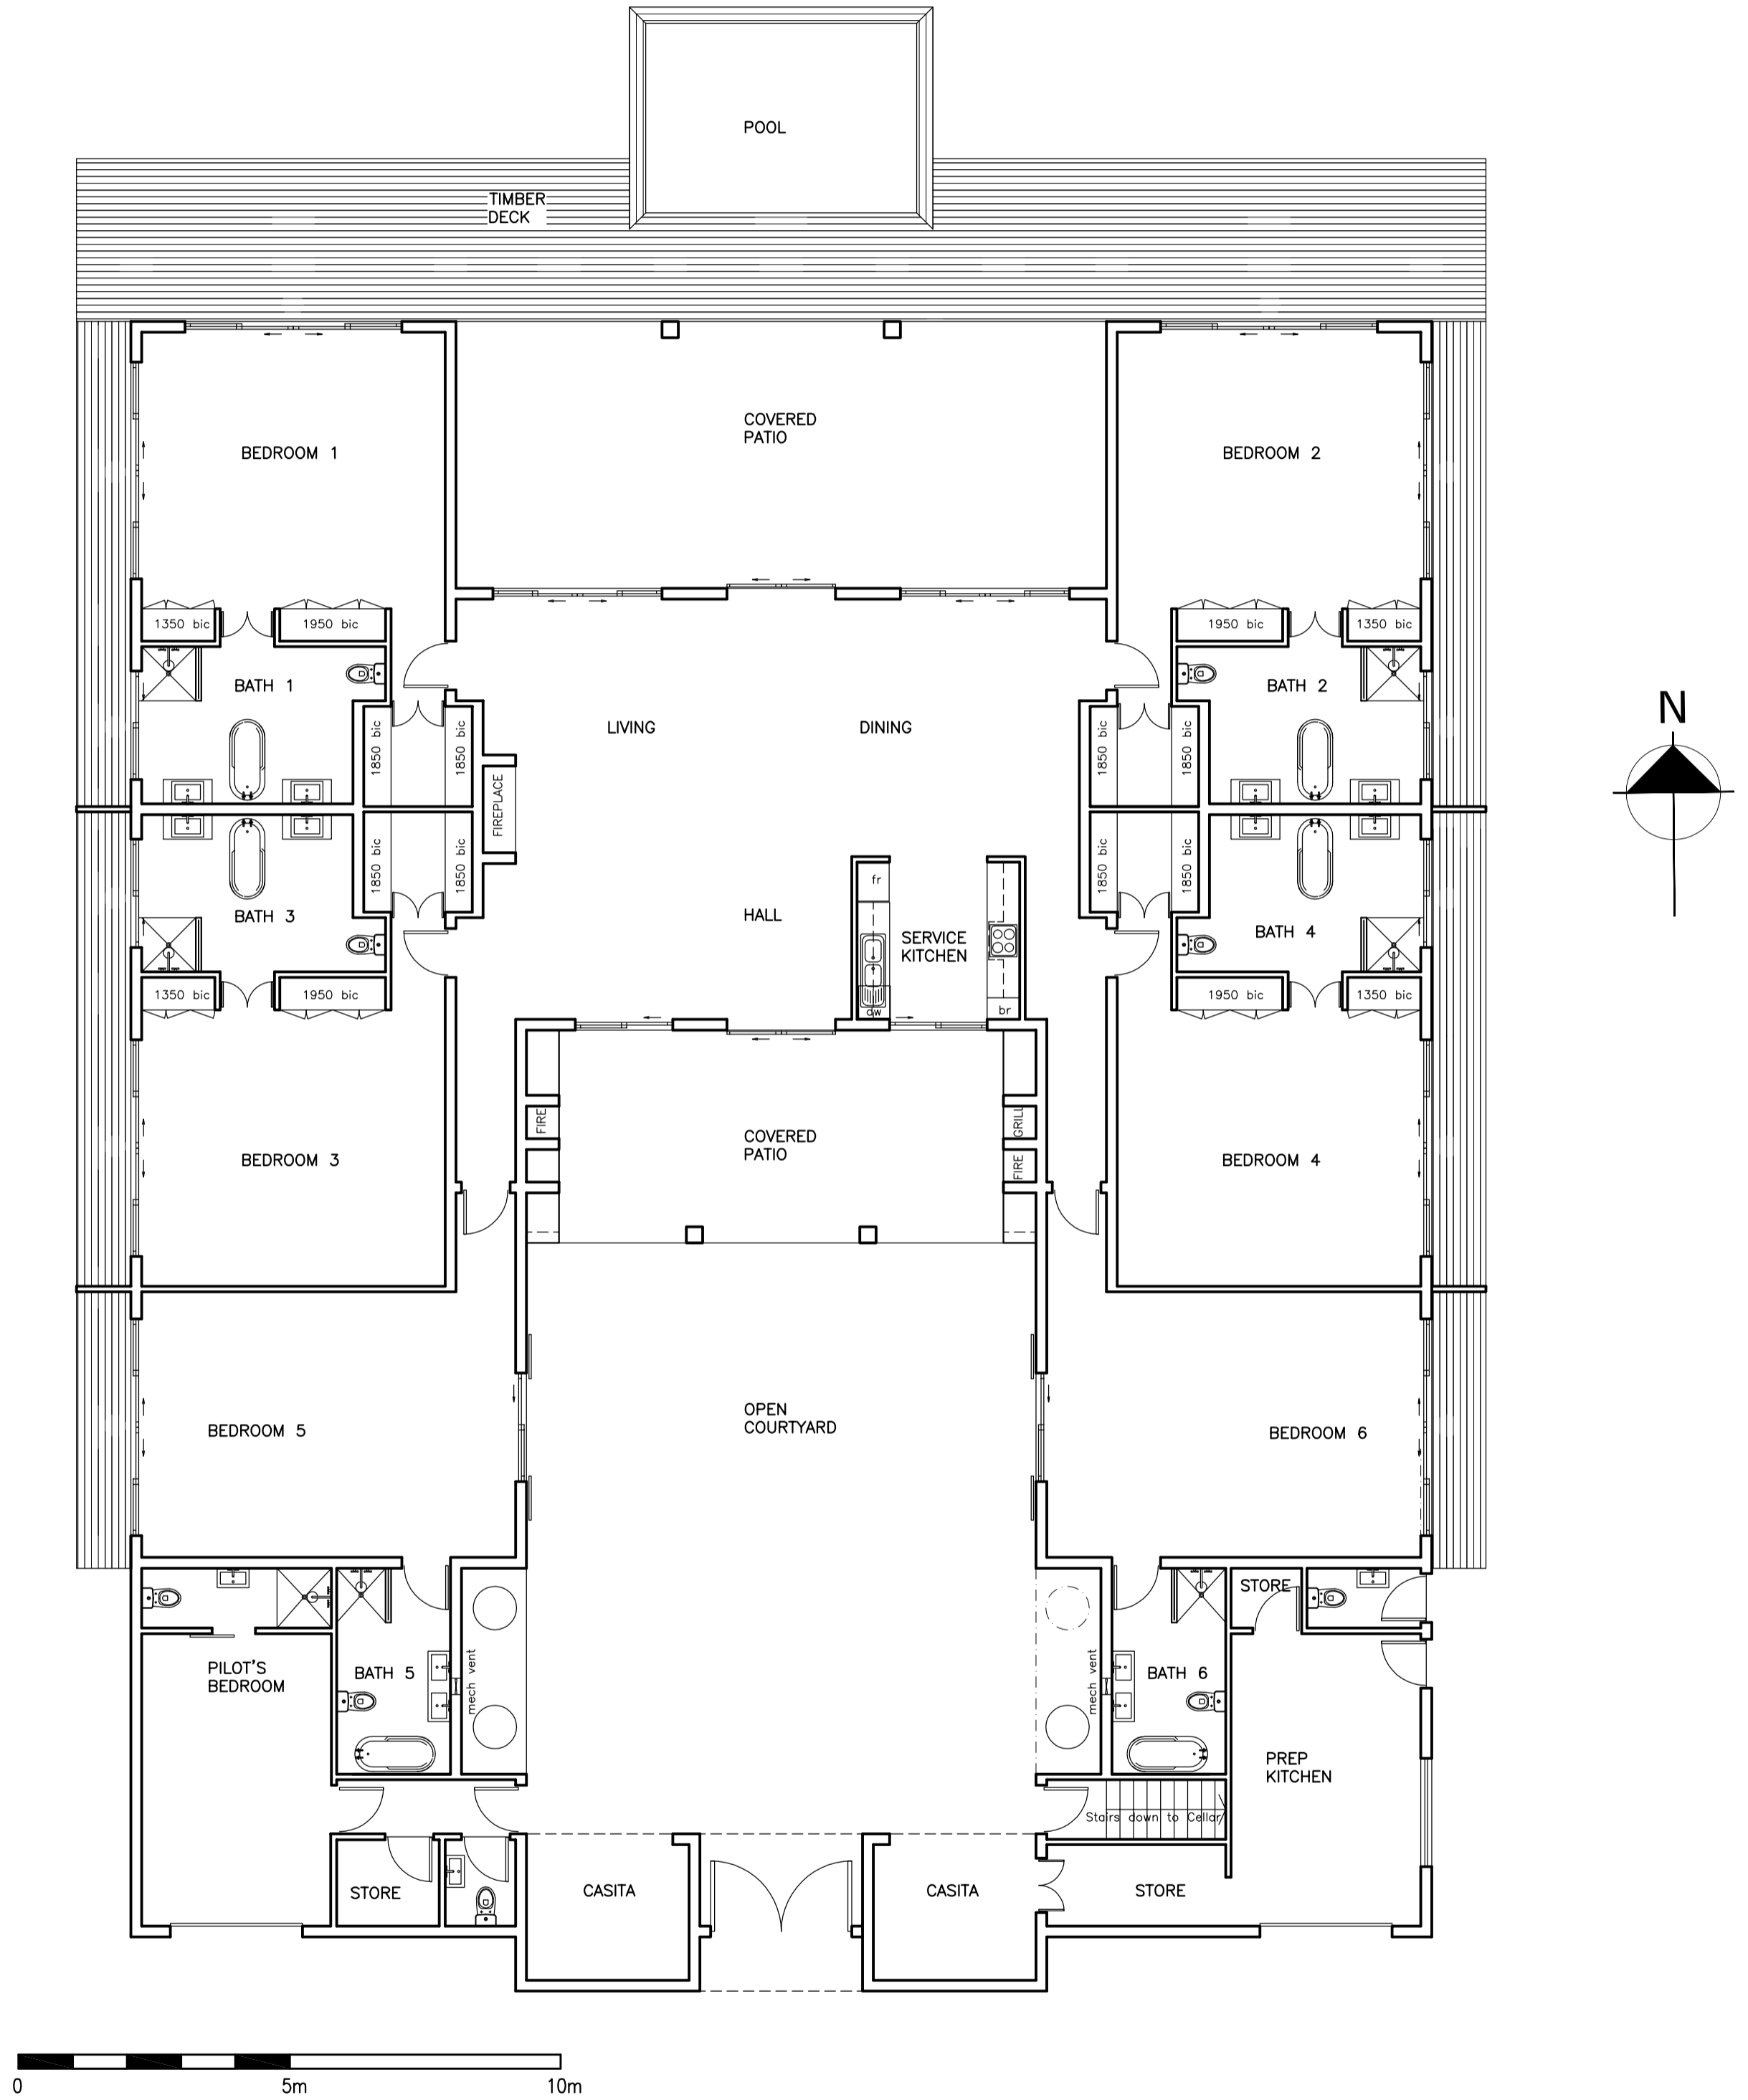 POOL
TIMBER
DECK
COVERED
PATIO
BEDROOM 1
BEDROOM 2
1350 bic
1950 bic
1950 bic
1350 bic
BATH 1
BATH 2
N
LIVING
DINING
1850 bic
1850 bic
1850 bic
1850 bic
FIREPLACE
1850 bic
1850 bic
1850 bic
1850 bic
fr
HALL
BATH 3
BATH 4
SERVICE
KITCHEN
1350 bic
1950 bic
1950 bic
1350 bic
dw
br
FIRE
GRILL
COVERED
PATIO
FIRE
BEDROOM 3
BEDROOM 4
OPEN
COURTYARD
BEDROOM 5
BEDROOM 6
STORE
PILOT'S
BEDROOM
BATH 5
mech vent
mech vent
BATH 6
PREP
KITCHEN
Stairs down to Cellar
STORE
CASITA
CASITA
STORE
0
5m
10m